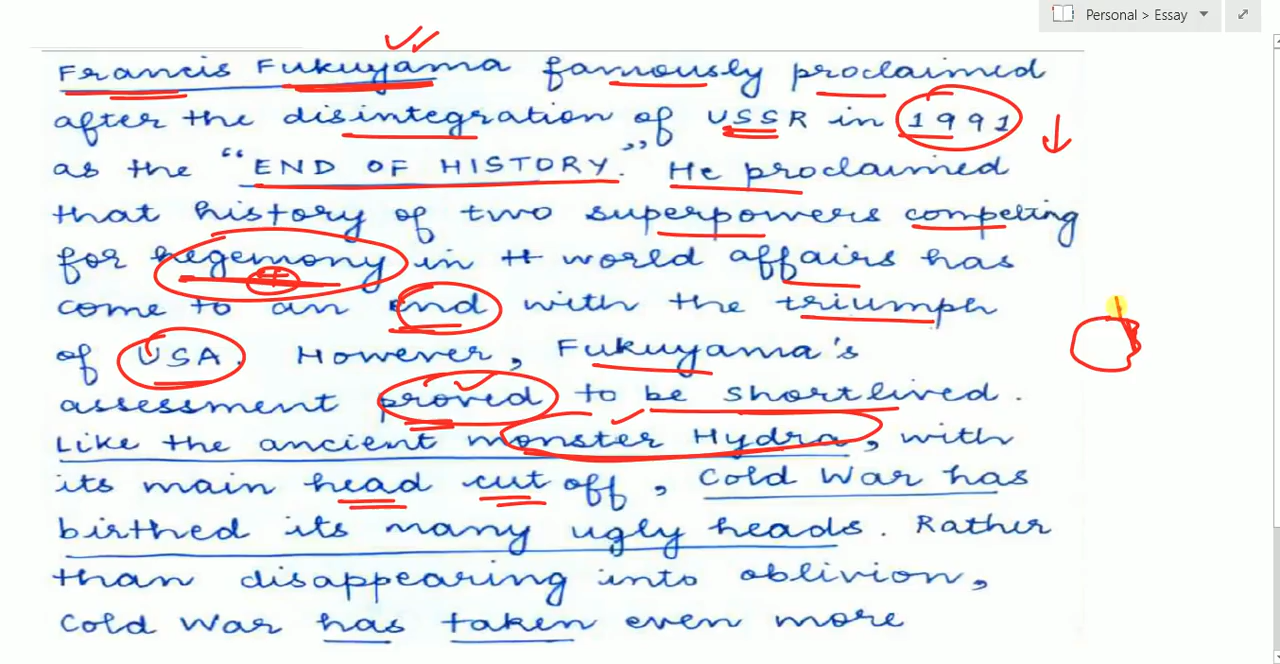 Personal > Essay
Francis Fukuyama famously proclaimed
after the disintegration of USSR in 1991
as the "END OF HISTORY." He proclaimed
that history of two superpowers competing
for hegemony in world affairs has
come to an end with the triumph
of USA. However, Fukuyama's
assessment proved to be shortlived.
Like the ancient monster Hydra, with
its main head cut off, Cold War has
birthed its many ugly heads. Rather
than disappearing into oblivion,
Cold War has taken even more